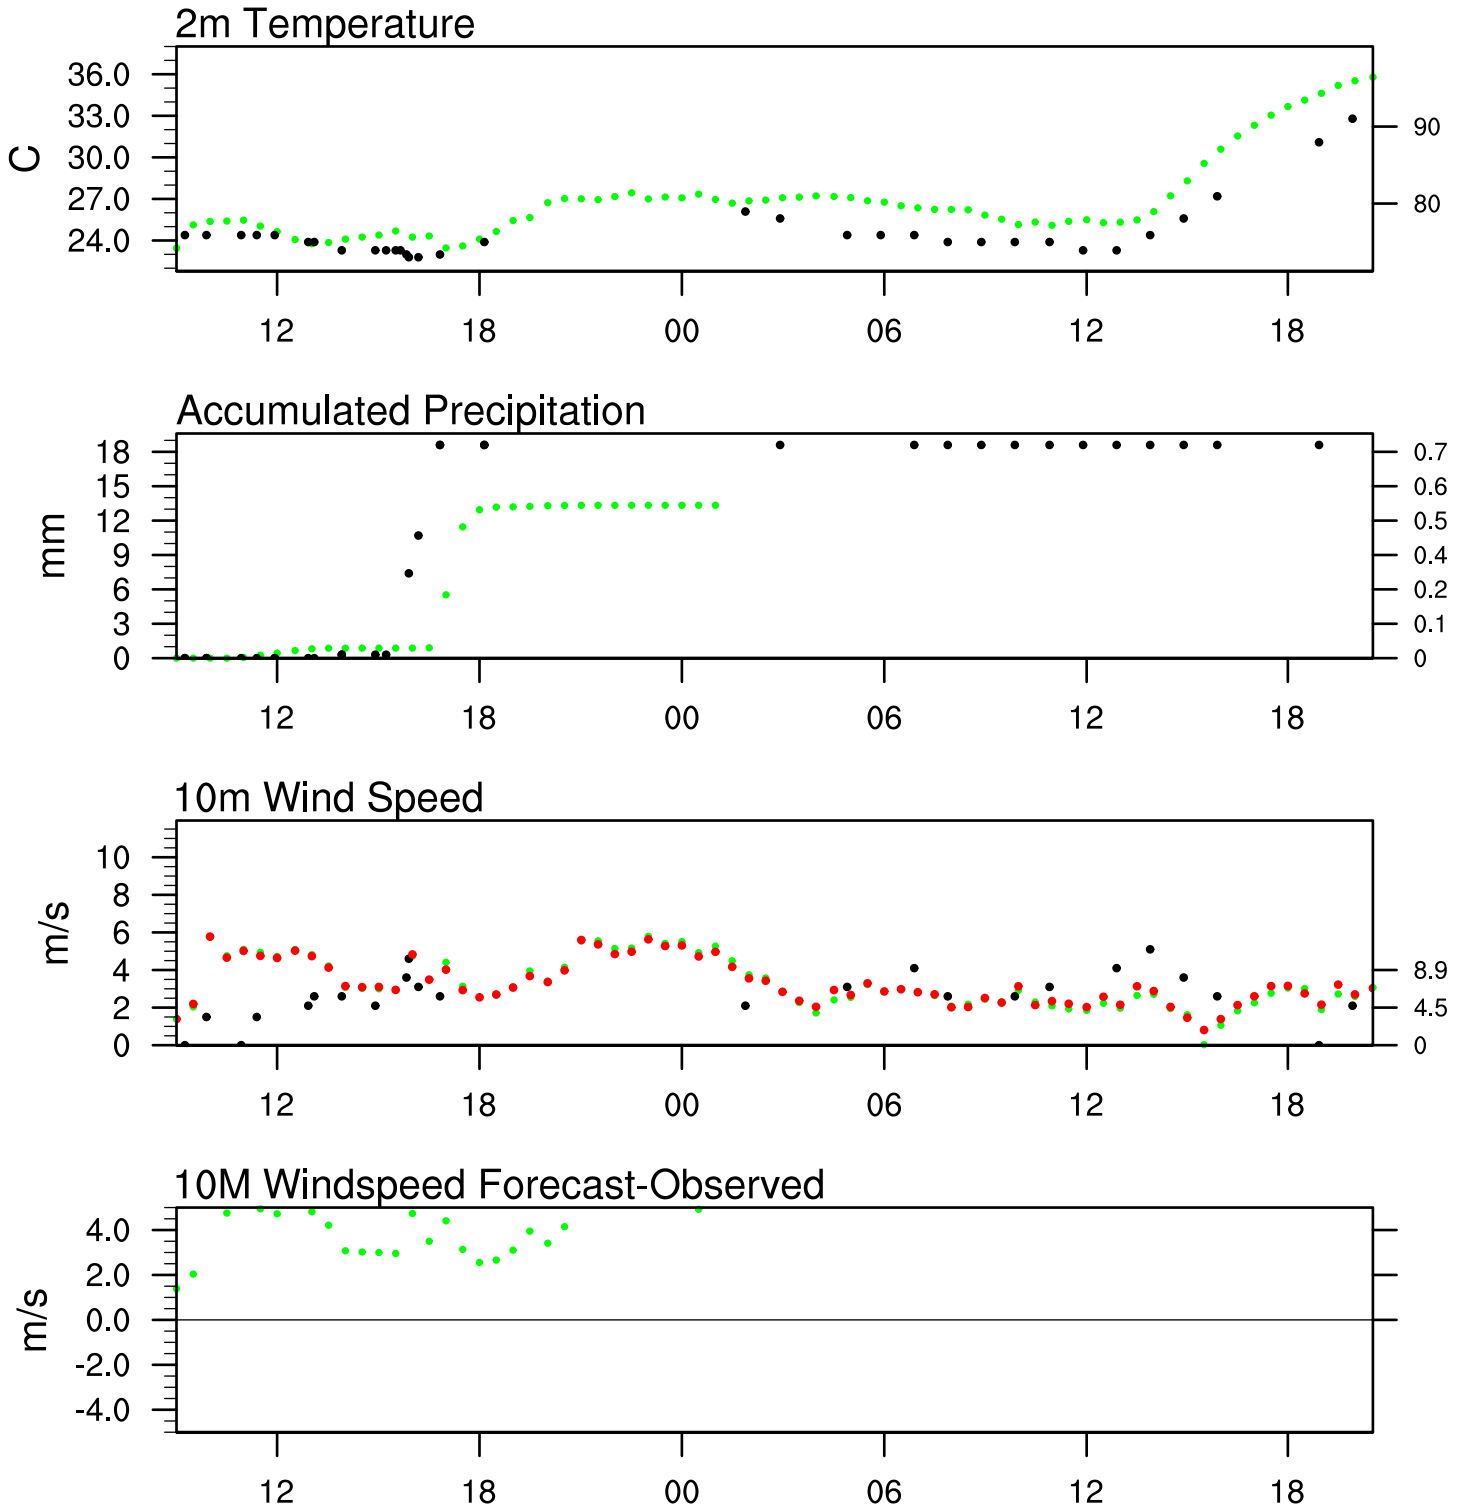 2m Temperature
C
36.0
33.0
30.0
27.0
24.0
90
80
12 18 00 06 12 18
Accumulated Precipitation
mm
18
15
12
9
6
3
0
0.7
0.6
0.5
0.4
0.2
0.1
0
12 18 00 06 12 18
10m Wind Speed
m/s
10
8
6
4
2
0
8.9
4.5
0
12 18 00 06 12 18
10M Windspeed Forecast-Observed
m/s
4.0
2.0
0.0
-2.0
-4.0
12 18 00 06 12 18